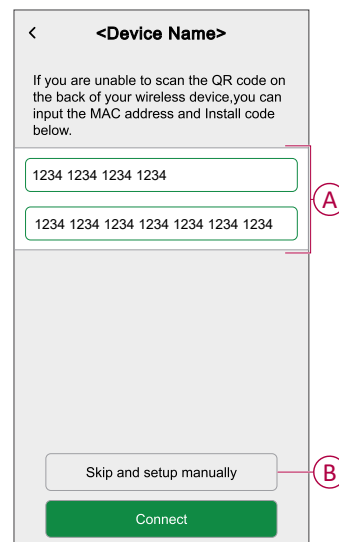 <Device Name>
If you are unable to scan the QR code on
the back of your wireless device,you can
input the MAC address and Install code
below.
1234 1234 1234 1234
A
1234 1234 1234 1234 1234 1234 1234
Skip and setup manually
B
Connect